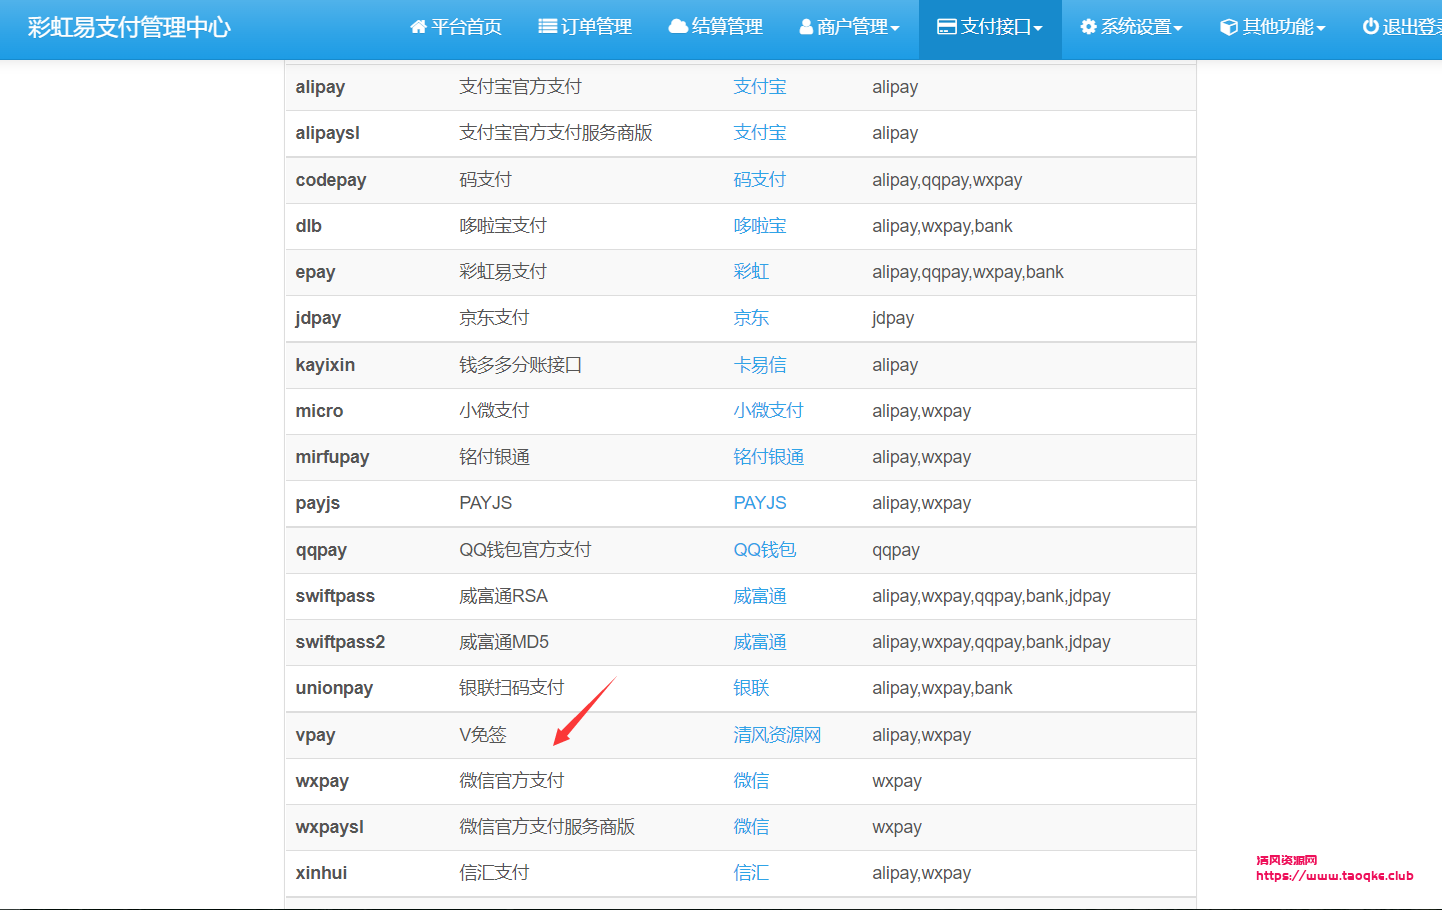 彩虹易支付管理中心 平台首页 订单管理 结算管理 商户管理 支付接口 系统设置 其他功能 退出登录
alipay 支付宝官方支付 支付宝 alipay
alipaysl 支付宝官方支付服务商版 支付宝 alipay
codepay 码支付 码支付 alipay,qqpay,wxpay
dlb 哆啦宝支付 哆啦宝 alipay,wxpay,bank
epay 彩虹易支付 彩虹 alipay,qqpay,wxpay,bank
jdpay 京东支付 京东 jdpay
kayixin 钱多多分账接口 卡易信 alipay
micro 小微支付 小微支付 alipay,wxpay
mirfupay 铭付银通 铭付银通 alipay,wxpay
payjs PAYJS PAYJS alipay,wxpay
qqpay QQ钱包官方支付 QQ钱包 qqpay
swiftpass 威富通RSA 威富通 alipay,wxpay,qqpay,bank,jdpay
swiftpass2 威富通MD5 威富通 alipay,wxpay,qqpay,bank,jdpay
unionpay 银联扫码支付 银联 alipay,wxpay,bank
vpay V免签 清风资源网 alipay,wxpay
wxpay 微信官方支付 微信 wxpay
wxpaysl 微信官方支付服务商版 微信 wxpay
xinhui 信汇支付 信汇 alipay,wxpay
清风资源网
https://www.taoqke.club